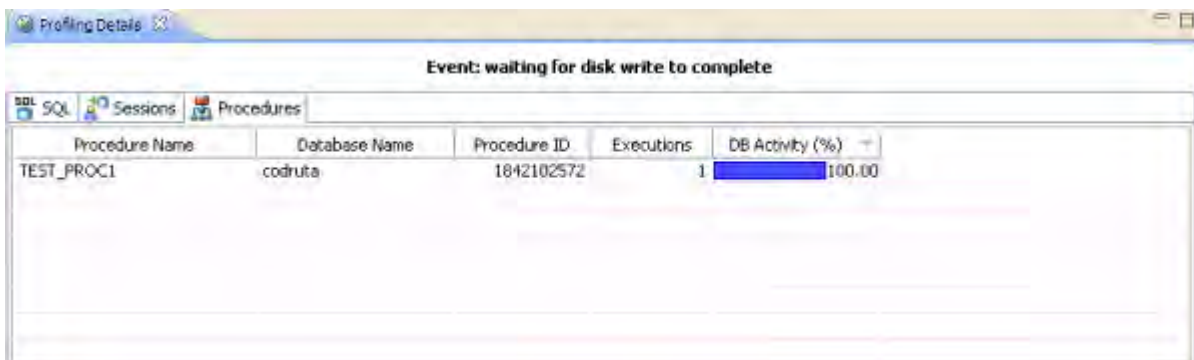 Profiling Details
Event: waiting for disk write to complete
SQL SQL Sessions Procedures
Procedure Name Database Name Procedure ID Executions DB Activity (%)
TEST_PROC1 codruta 1842102572 1 100.00